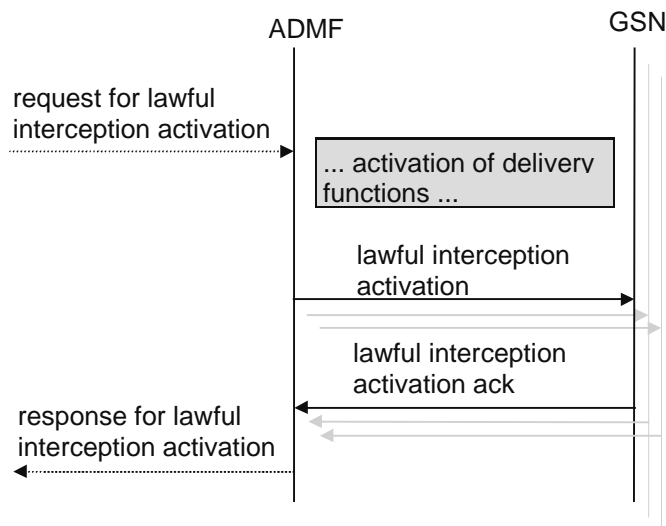 ADMF
GSN
request for lawful
interception activation
... activation of delivery
functions ...
lawful interception
activation
lawful interception
activation ack
response for lawful
interception activation